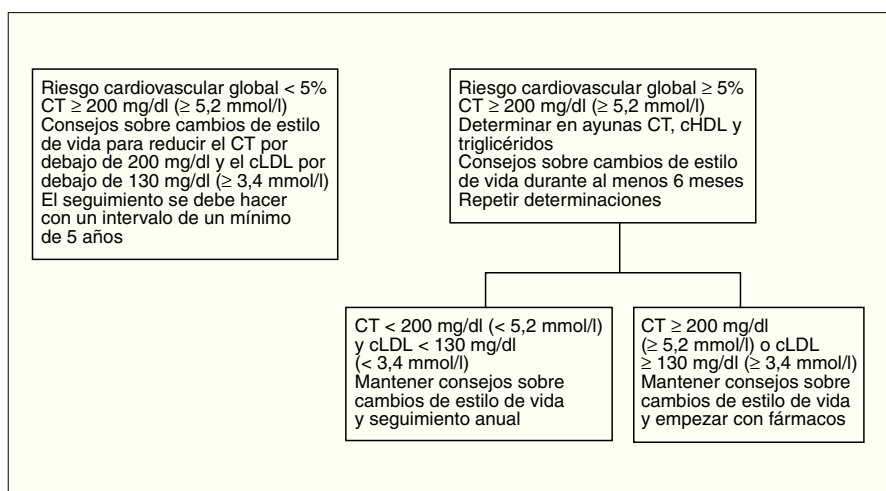 Riesgo cardiovascular global < 5%
CT ≥ 200 mg/dl (≥ 5,2 mmol/l)
Consejos sobre cambios de estilo
de vida para reducir el CT por
debajo de 200 mg/dl y el cLDL por
debajo de 130 mg/dl (≥ 3,4 mmol/l)
El seguimiento se debe hacer
con un intervalo de un mínimo
de 5 años
Riesgo cardiovascular global ≥ 5%
CT ≥ 200 mg/dl (≥ 5,2 mmol/l)
Determinar en ayunas CT, cHDL y
triglicéridos
Consejos sobre cambios de estilo
de vida durante al menos 6 meses
Repetir determinaciones
CT < 200 mg/dl (< 5,2 mmol/l)
y cLDL < 130 mg/dl
(< 3,4 mmol/l)
Mantener consejos sobre
cambios de estilo de vida
y seguimiento anual
CT ≥ 200 mg/dl
(≥ 5,2 mmol/l) o cLDL
≥ 130 mg/dl (≥ 3,4 mmol/l)
Mantener consejos sobre
cambios de estilo de vida
y empezar con fármacos